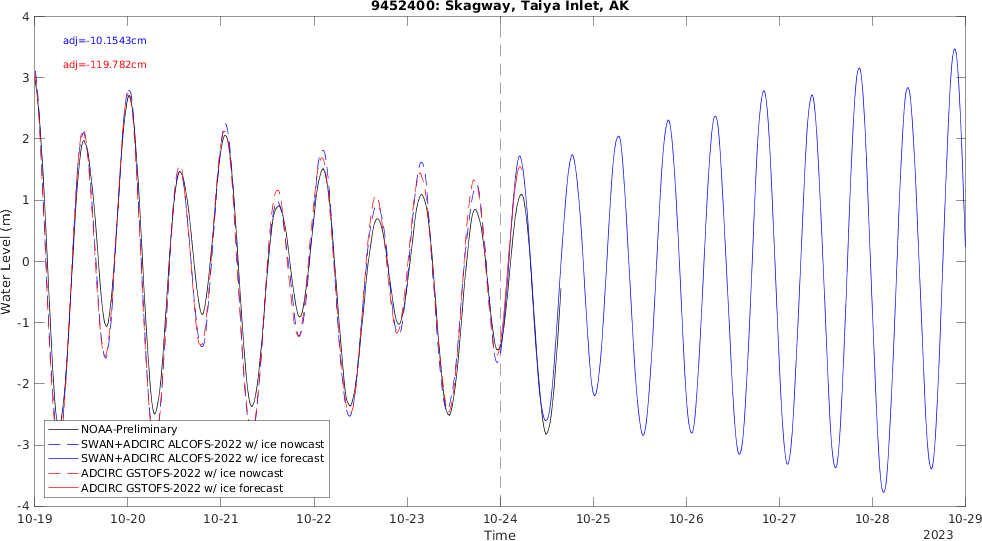 9452400: Skagway, Taiya Inlet, AK
4
adj=-10.1543cm
adj=-119.782cm
3
2
1
0
-1
-2
-3
-4
Water Level (m)
NOAA-Preliminary
SWAN+ADCIRC ALCOFS-2022 w/ ice nowcast
SWAN+ADCIRC ALCOFS-2022 w/ ice forecast
ADCIRC GSTOFS-2022 w/ ice nowcast
ADCIRC GSTOFS-2022 w/ ice forecast
10-19 10-20 10-21 10-22 10-23 10-24 10-25 10-26 10-27 10-28 10-29
Time
2023